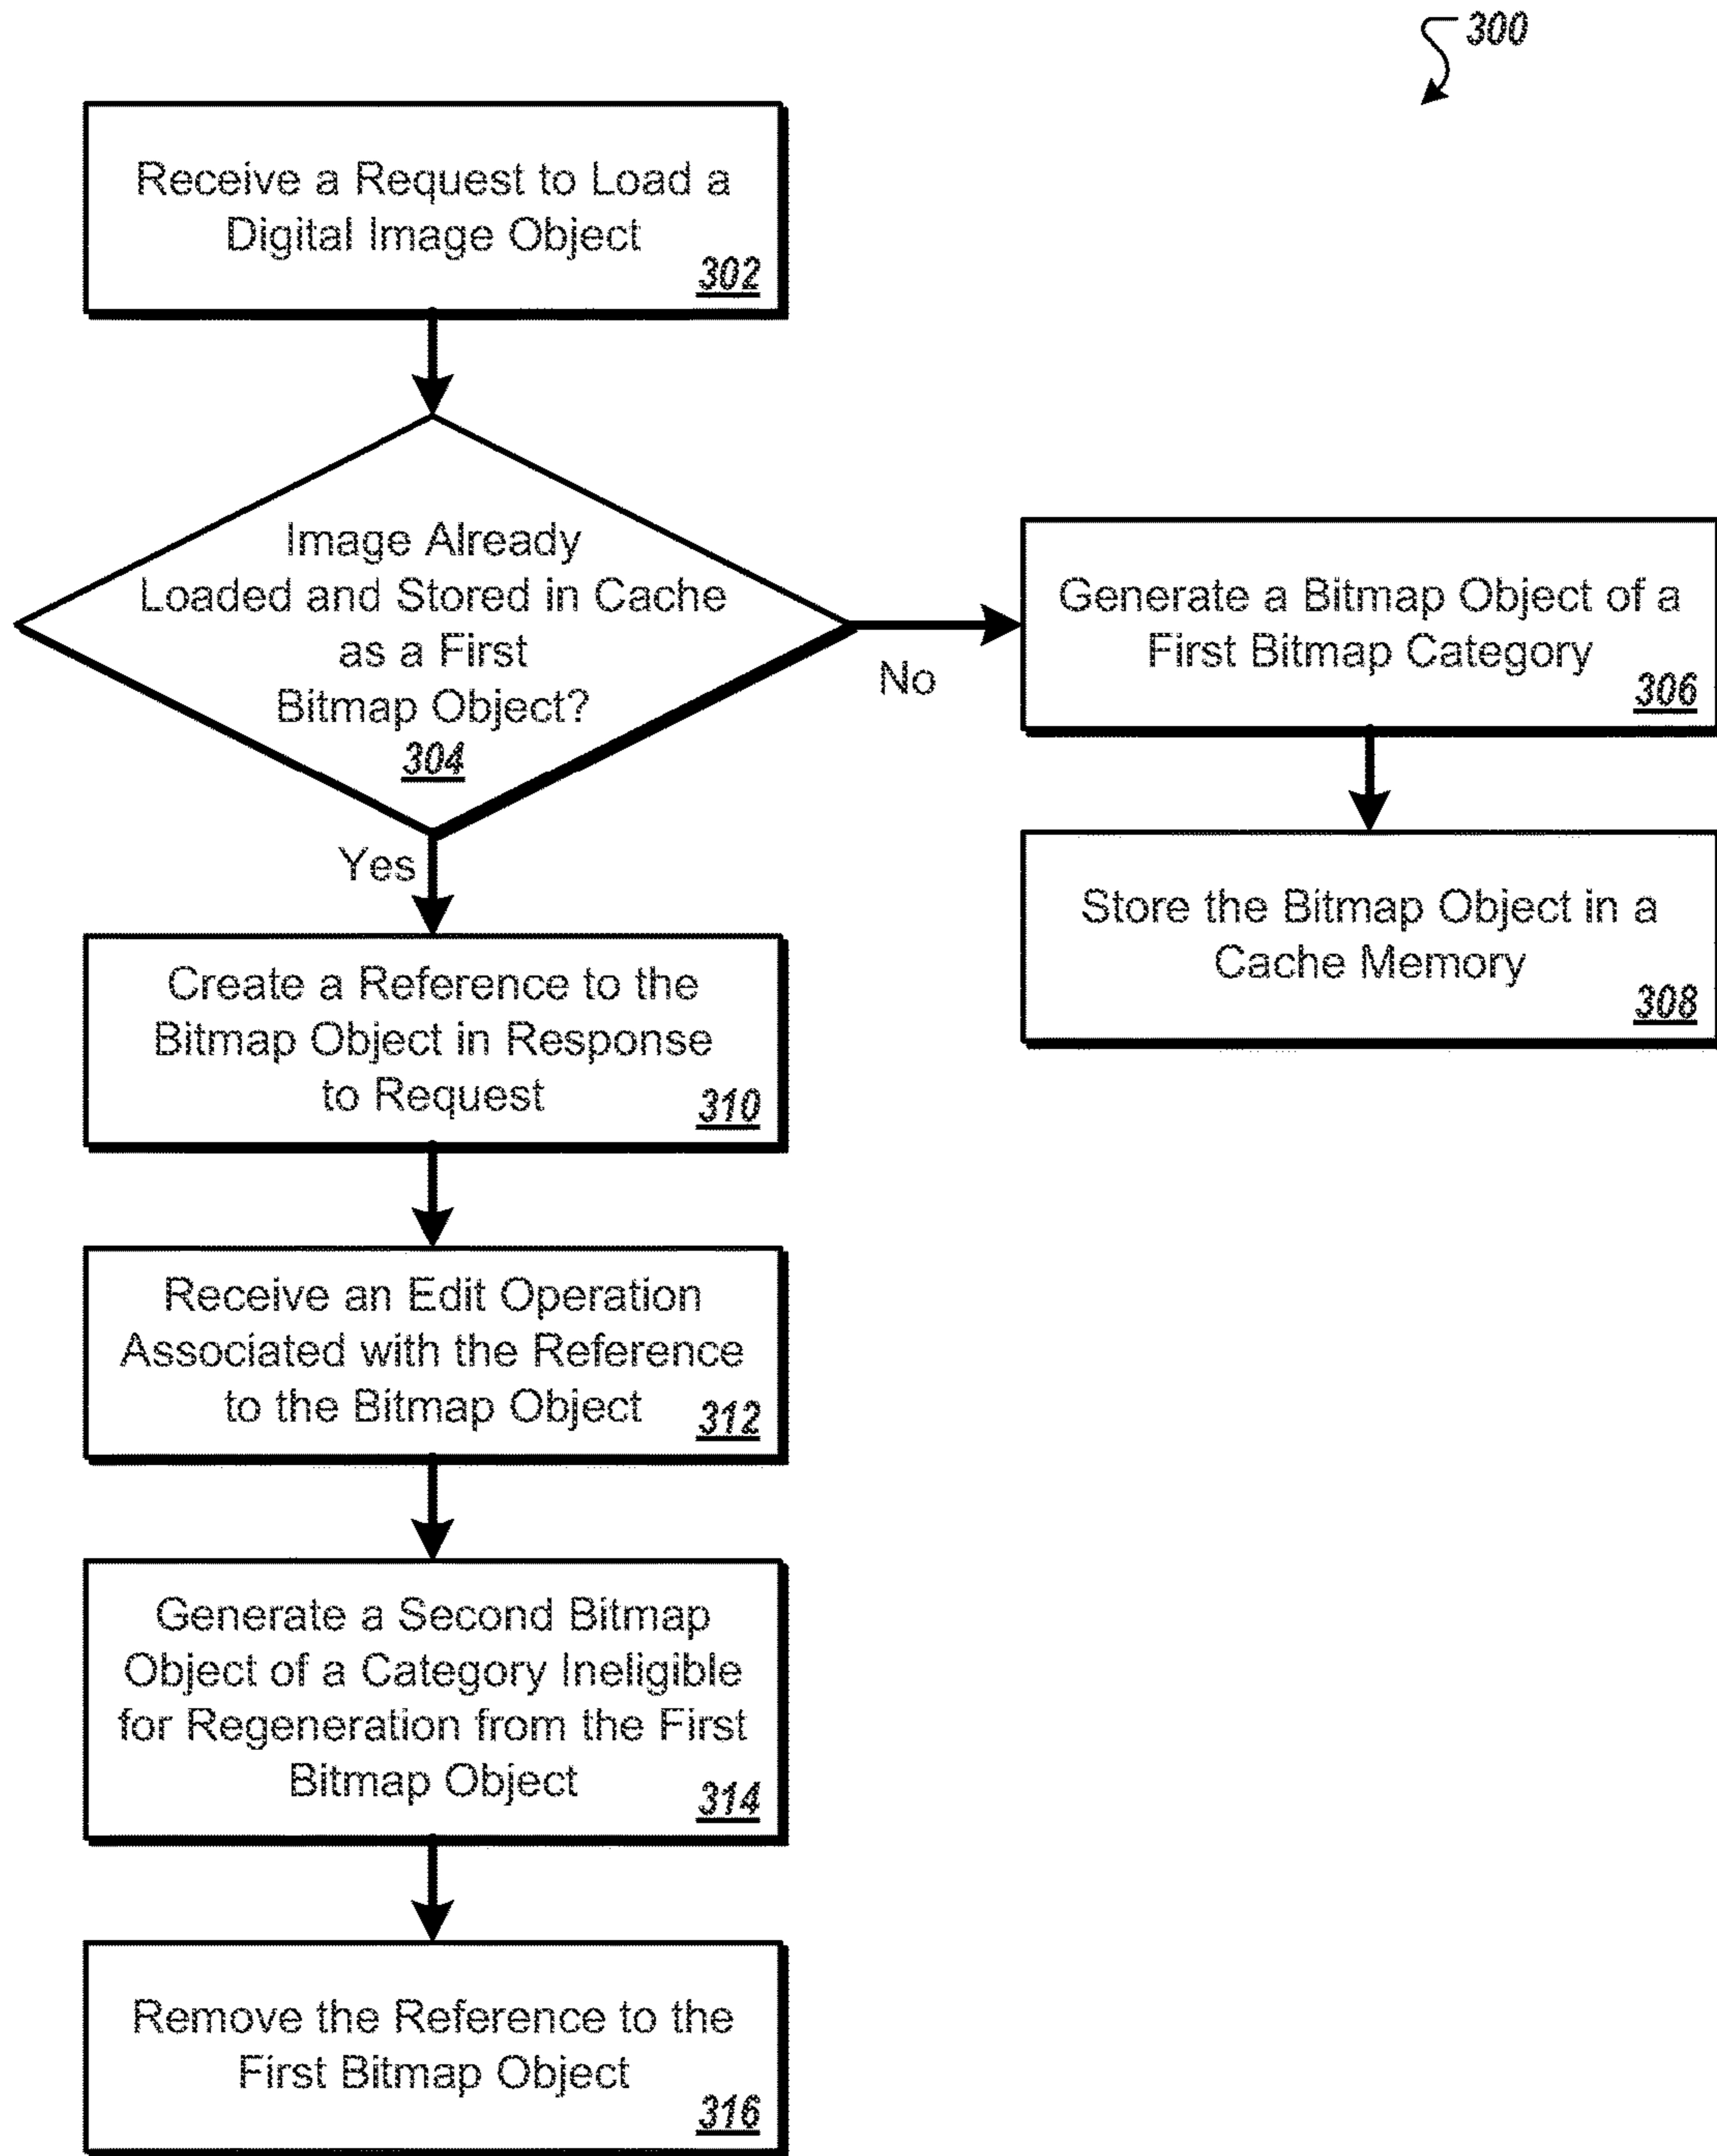 300
Receive a Request to Load a
Digital Image Object
302
Image Already
Loaded and Stored in Cache
as a First
Bitmap Object?
304
No
Generate a Bitmap Object of a
First Bitmap Category
306
Store the Bitmap Object in a
Cache Memory
308
Yes
Create a Reference to the
Bitmap Object in Response
to Request
310
Receive an Edit Operation
Associated with the Reference
to the Bitmap Object
312
Generate a Second Bitmap
Object of a Category Ineligible
for Regeneration from the First
Bitmap Object
314
Remove the Reference to the
First Bitmap Object
316